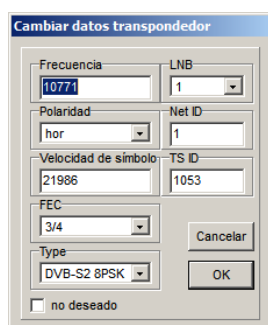 Cambiar datos transpondedor
Frecuencia LNB
10771 1
Polaridad Net ID
hor 1
Velocidad de símbolo TS ID
21986 1053
FEC
3/4
Cancelar
Type
DVB-S2 8PSK OK
no deseado